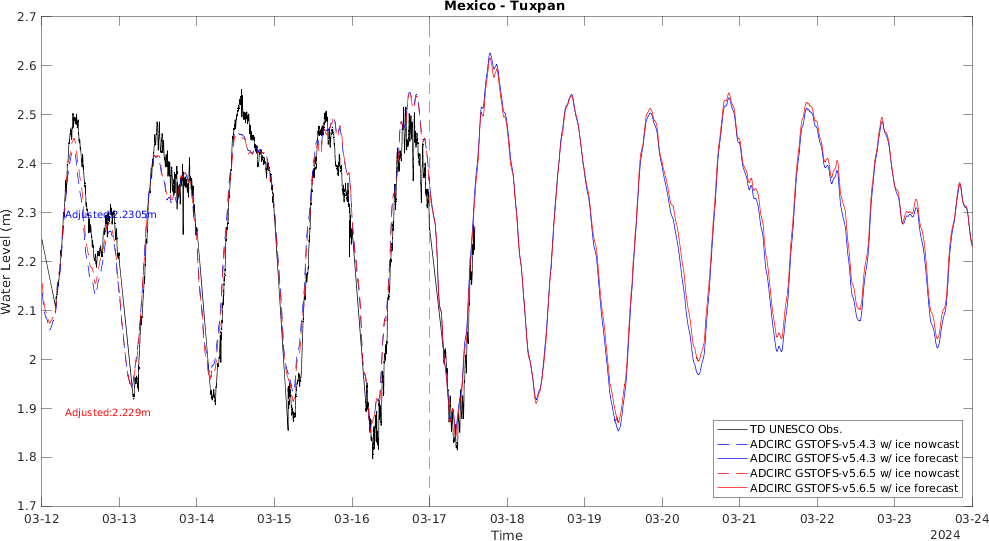 Mexico - Tuxpan
Water Level (m)
2.7
2.6
2.5
2.4
2.3
2.2
2.1
2
1.9
1.8
1.7
Adjusted:2.2305m
Adjusted:2.229m
TD UNESCO Obs.
ADCIRC GSTOFS-v5.4.3 w/ ice nowcast
ADCIRC GSTOFS-v5.4.3 w/ ice forecast
ADCIRC GSTOFS-v5.6.5 w/ ice nowcast
ADCIRC GSTOFS-v5.6.5 w/ ice forecast
03-12 03-13 03-14 03-15 03-16 03-17 03-18 03-19 03-20 03-21 03-22 03-23 03-24
Time
2024